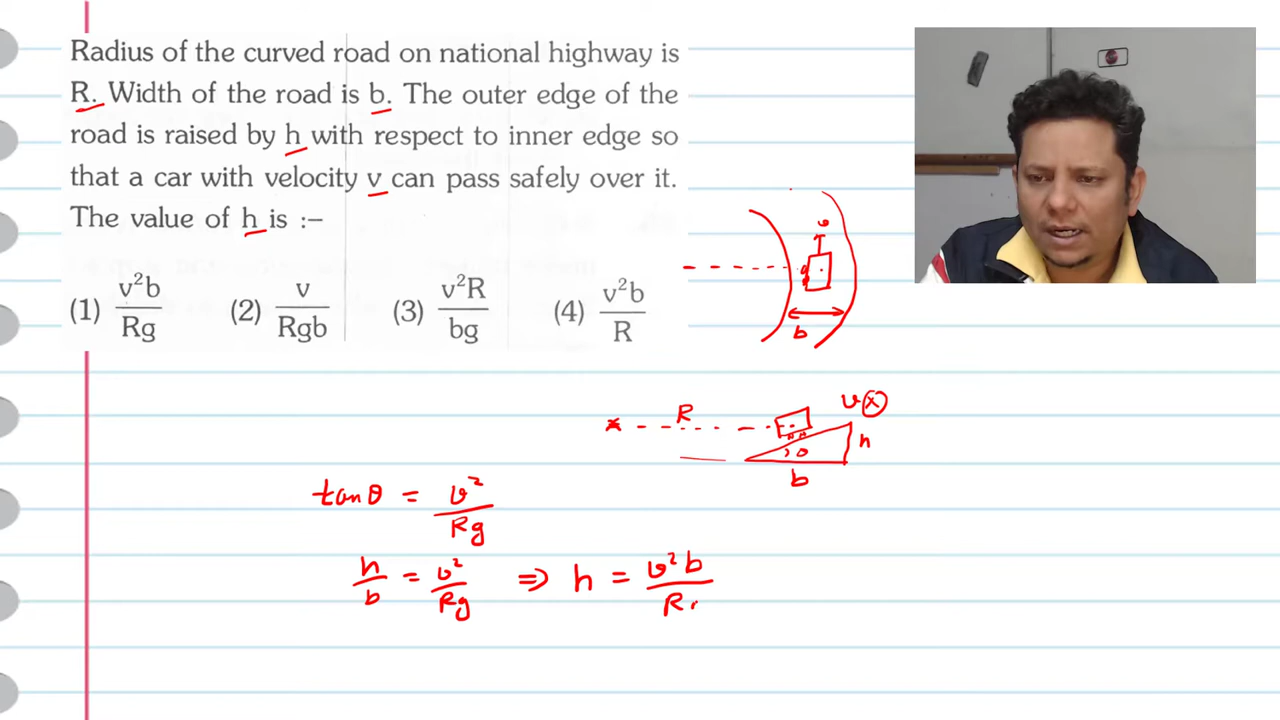 Radius of the curved road on national highway is
R. Width of the road is b. The outer edge of the
road is raised by h with respect to inner edge so
that a car with velocity v can pass safely over it.
The value of h is :–
(1) v²b/Rg (2) v/Rgb (3) v²R/bg (4) v²b/R
v
b
R
v ⊗
h
θ
b
tanθ = v²/Rg
h/b = v²/Rg ⇒ h = v²b/R